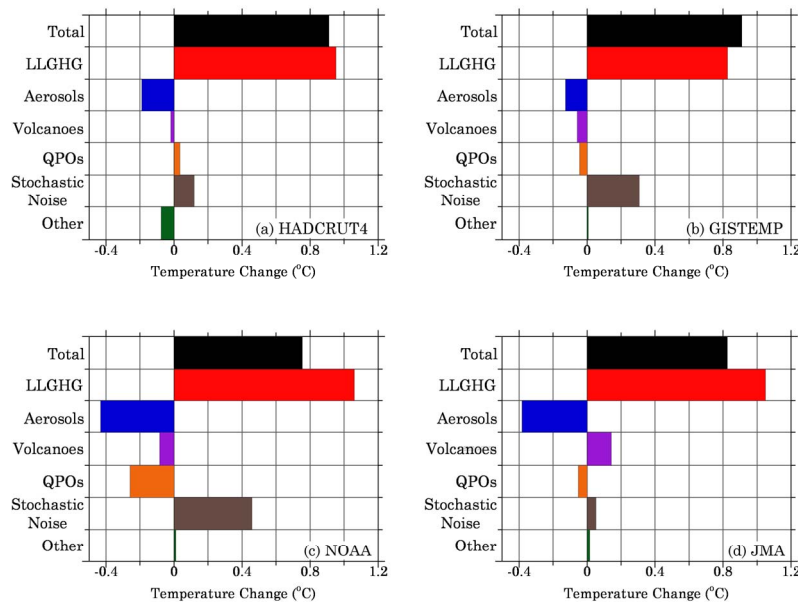 Total
LLGHG
Aerosols
Volcanoes
QPOs
Stochastic
Noise
Other
(a) HADCRUT4
-0.4 0 0.4 0.8 1.2
Temperature Change (°C)
Total
LLGHG
Aerosols
Volcanoes
QPOs
Stochastic
Noise
Other
(b) GISTEMP
-0.4 0 0.4 0.8 1.2
Temperature Change (°C)
Total
LLGHG
Aerosols
Volcanoes
QPOs
Stochastic
Noise
Other
(c) NOAA
-0.4 0 0.4 0.8 1.2
Temperature Change (°C)
Total
LLGHG
Aerosols
Volcanoes
QPOs
Stochastic
Noise
Other
(d) JMA
-0.4 0 0.4 0.8 1.2
Temperature Change (°C)